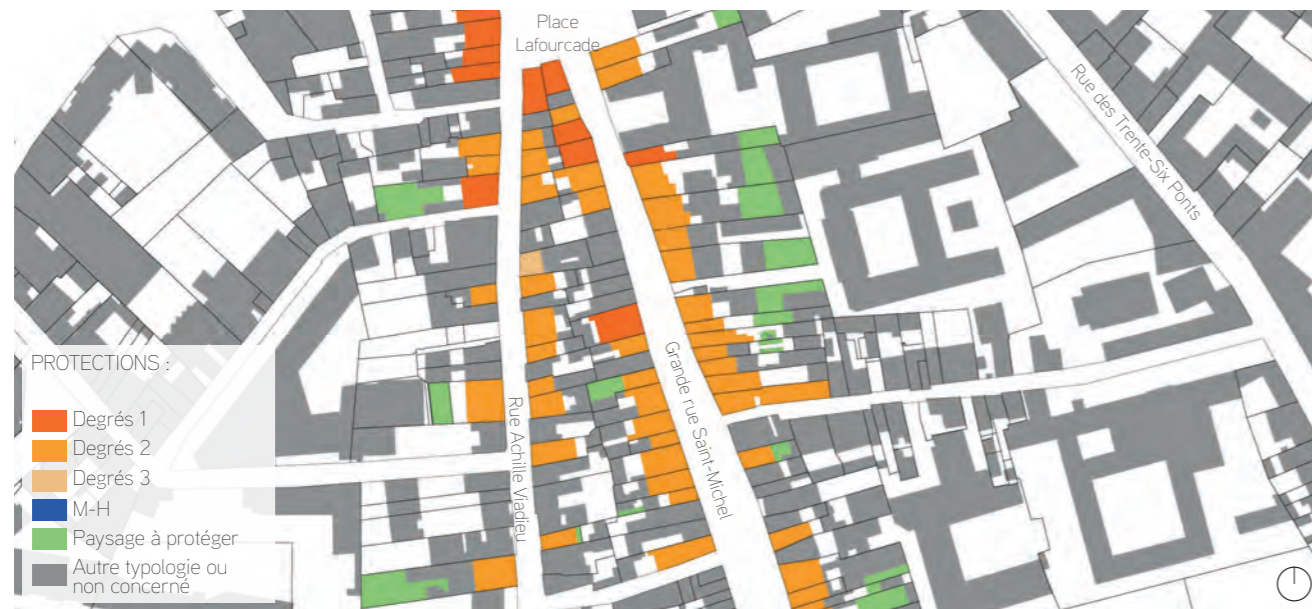 Place
Lafourcade
Rue des Trente-Six Ponts
Grande rue Saint-Michel
Rue Achille Viadieu
PROTECTIONS :
Degrés 1
Degrés 2
Degrés 3
M-H
Paysage à protéger
Autre typologie ou
non concerné